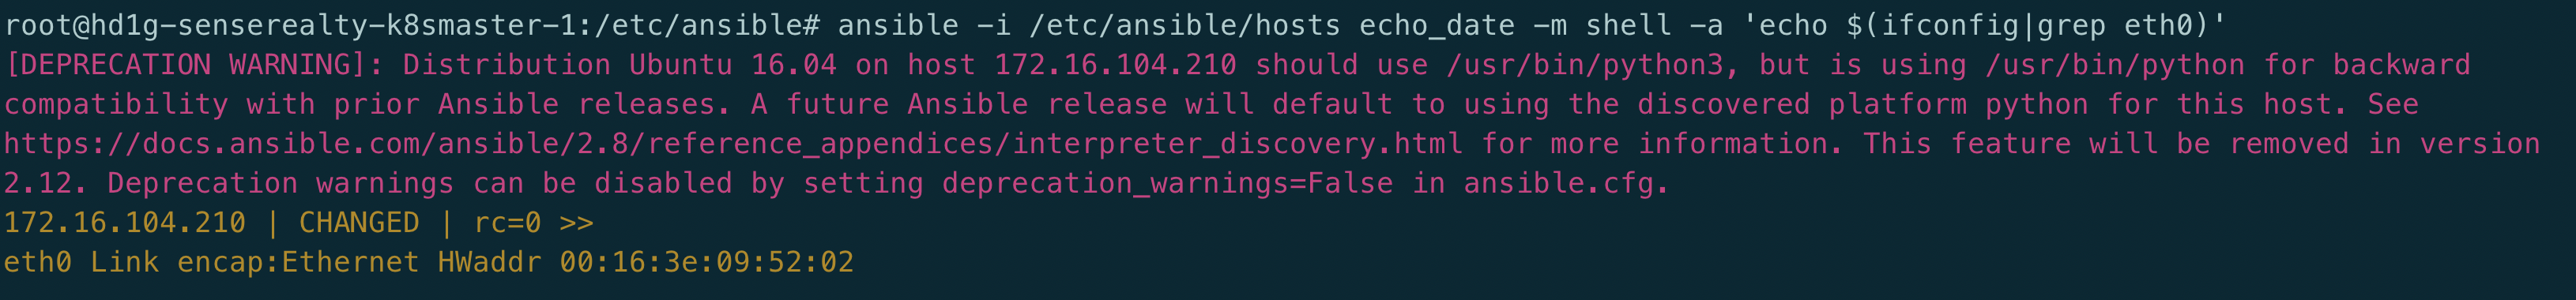 root@hd1g-senserealty-k8smaster-1:/etc/ansible# ansible -i /etc/ansible/hosts echo_date -m shell -a 'echo $(ifconfig|grep eth0)'
[DEPRECATION WARNING]: Distribution Ubuntu 16.04 on host 172.16.104.210 should use /usr/bin/python3, but is using /usr/bin/python for backward
compatibility with prior Ansible releases. A future Ansible release will default to using the discovered platform python for this host. See
https://docs.ansible.com/ansible/2.8/reference_appendices/interpreter_discovery.html for more information. This feature will be removed in version
2.12. Deprecation warnings can be disabled by setting deprecation_warnings=False in ansible.cfg.
172.16.104.210 | CHANGED | rc=0 >>
eth0 Link encap:Ethernet HWaddr 00:16:3e:09:52:02